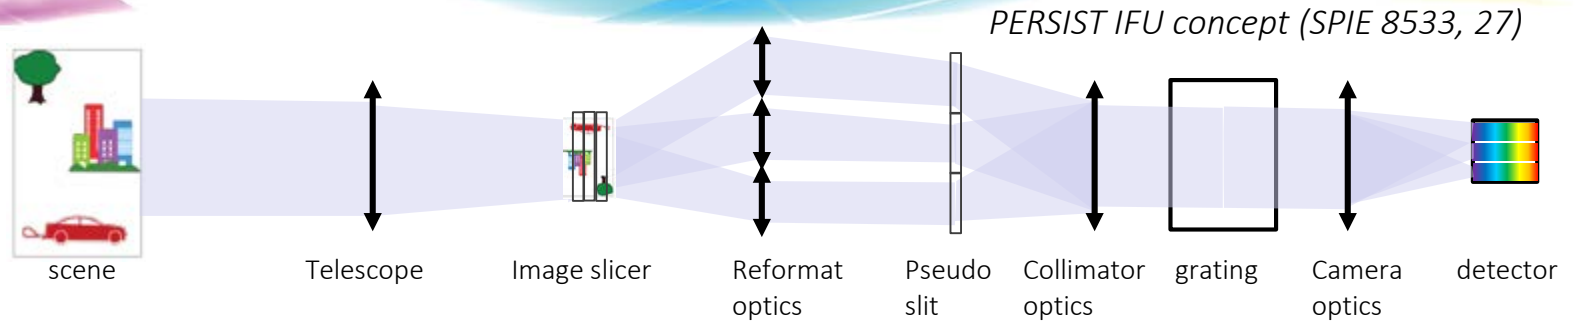 PERSIST IFU concept (SPIE 8533, 27)
scene
Telescope
Image slicer
Reformat
optics
Pseudo
slit
Collimator
optics
grating
Camera
optics
detector